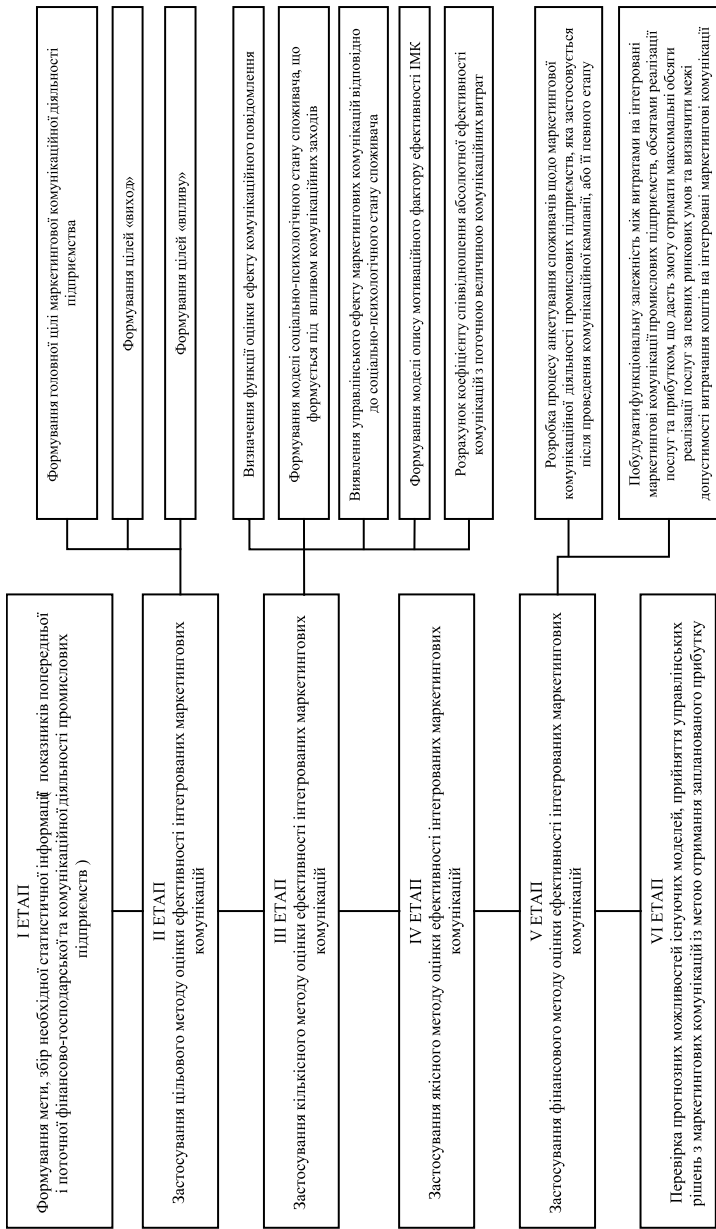 I ЕТАП
Формування мети, збір необхідної статистичної інформації( показників попередньої
і поточної фінансово-господарської та комунікаційної діяльності промислових
підприємств )
II ЕТАП
Застосування цільового методу оцінки ефективності інтегрованих маркетингових
комунікацій
Формування головної цілі маркетингової комунікаційної діяльності
підприємства
Формування цілей «виход»
Формування цілей «впливу»
III ЕТАП
Застосування кількісного методу оцінки ефективності інтегрованих маркетингових
комунікацій
Визначення функції оцінки ефекту комунікаційного повідомлення
Формування моделі соціально-психологічного стану споживача, що
формується під впливом комунікаційних заходів
Виявлення управлінського ефекту маркетингових комунікацій відповідно
до соціально-психологічного стану споживача
Формування моделі опису мотиваційного фактору ефективності ІМК
Розрахунок коефіцієнту співвідношення абсолютної ефективності
комунікацій з поточною величиною комунікаційних витрат
IV ЕТАП
Застосування якісного методу оцінки ефективності інтегрованих маркетингових
комунікацій
V ЕТАП
Застосування фінансового методу оцінки ефективності інтегрованих маркетингових
комунікацій
Розробка процесу анкетування споживачів щодо маркетингової
комунікаційної діяльності промислових підприємств, яка застосовується
після проведення комунікаційної кампанії, або її певного етапу
Побудуватифункціональну залежність між витратами на інтегровані
маркетингові комунікації промислових підприємств, обсягами реалізації
послуг та прибутком, що дасть змогу отримати максимальні обсяги
реалізації послуг за певних ринкових умов та визначити межі
допустимості витрачання коштів на інтегровані маркетингові комунікації
VI ЕТАП
Перевірка прогнозних можливостей існуючих моделей, прийняття управлінських
рішень з маркетингових комунікацій із метою отримання запланованого прибутку